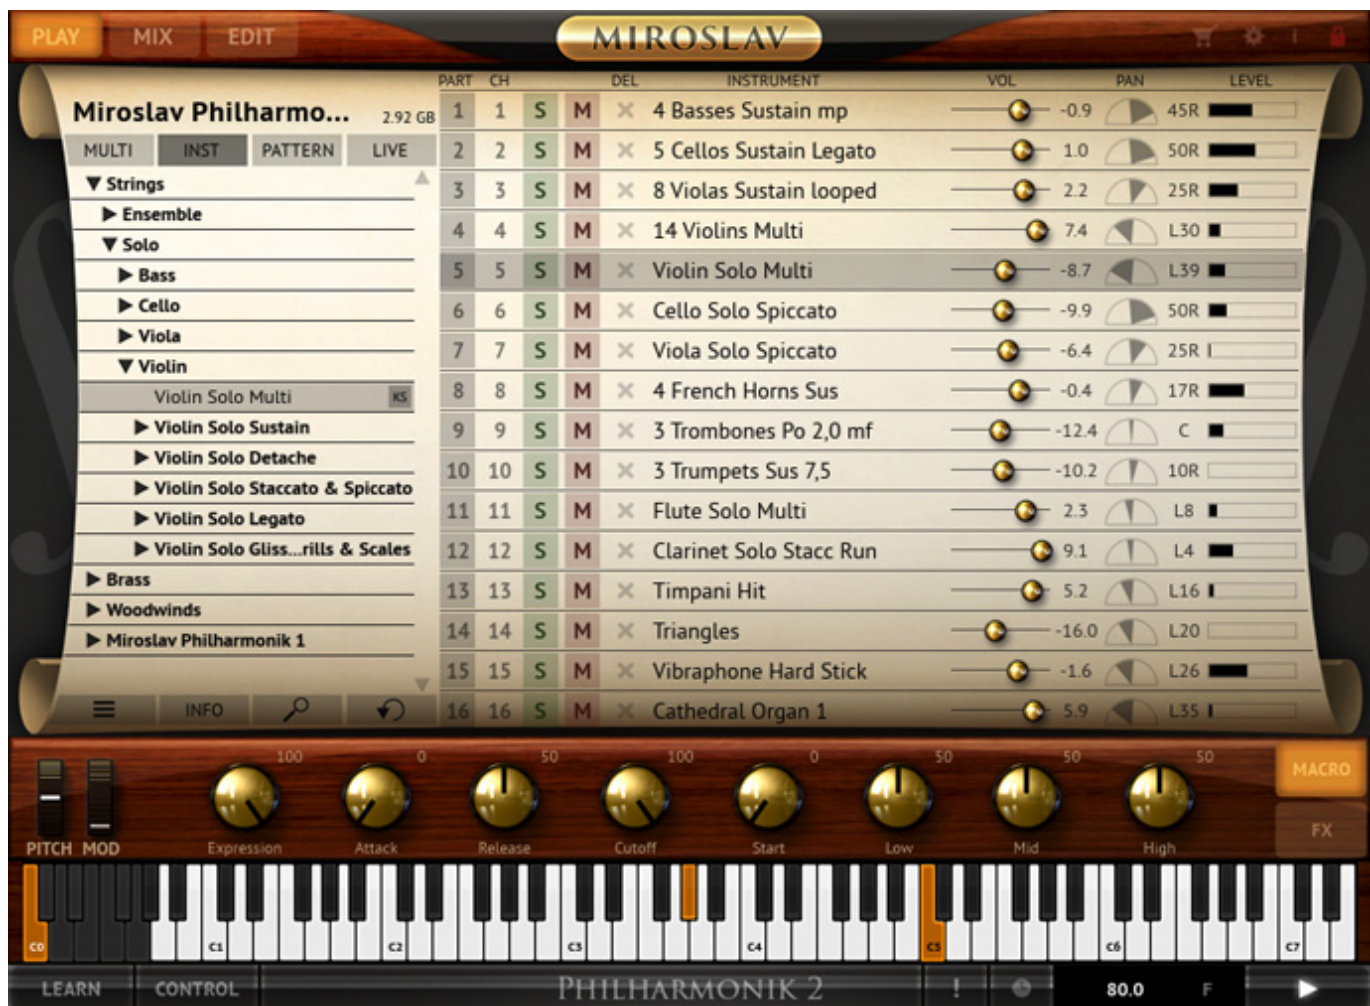 PLAY MIX EDIT MIROSLAV
PART CH DEL INSTRUMENT VOL PAN LEVEL
Miroslav Philharmo... 2.92 GB
MULTI INST PATTERN LIVE
Strings
Ensemble
Solo
Bass
Cello
Viola
Violin
Violin Solo Multi KS
Violin Solo Sustain
Violin Solo Detache
Violin Solo Staccato & Spiccato
Violin Solo Legato
Violin Solo Gliss...rills & Scales
Brass
Woodwinds
Miroslav Philharmonik 1
INFO
1 1 S M 4 Basses Sustain mp -0.9 45R
2 2 S M 5 Cellos Sustain Legato 1.0 50R
3 3 S M 8 Violas Sustain looped 2.2 25R
4 4 S M 14 Violins Multi 7.4 L30
5 5 S M Violin Solo Multi -8.7 L39
6 6 S M Cello Solo Spiccato -9.9 50R
7 7 S M Viola Solo Spiccato -6.4 25R
8 8 S M 4 French Horns Sus -0.4 17R
9 9 S M 3 Trombones Po 2,0 mf -12.4 C
10 10 S M 3 Trumpets Sus 7,5 -10.2 10R
11 11 S M Flute Solo Multi 2.3 L8
12 12 S M Clarinet Solo Stacc Run 9.1 L4
13 13 S M Timpani Hit 5.2 L16
14 14 S M Triangles -16.0 L20
15 15 S M Vibraphone Hard Stick -1.6 L26
16 16 S M Cathedral Organ 1 5.9 L35
100 0 50 100 0 50 50 50
MACRO
FX
PITCH MOD Expression Attack Release Cutoff Start Low Mid High
C0 C1 C2 C3 C4 C5 C6 C7
LEARN CONTROL PHILHARMONIK 2 ! 80.0 F